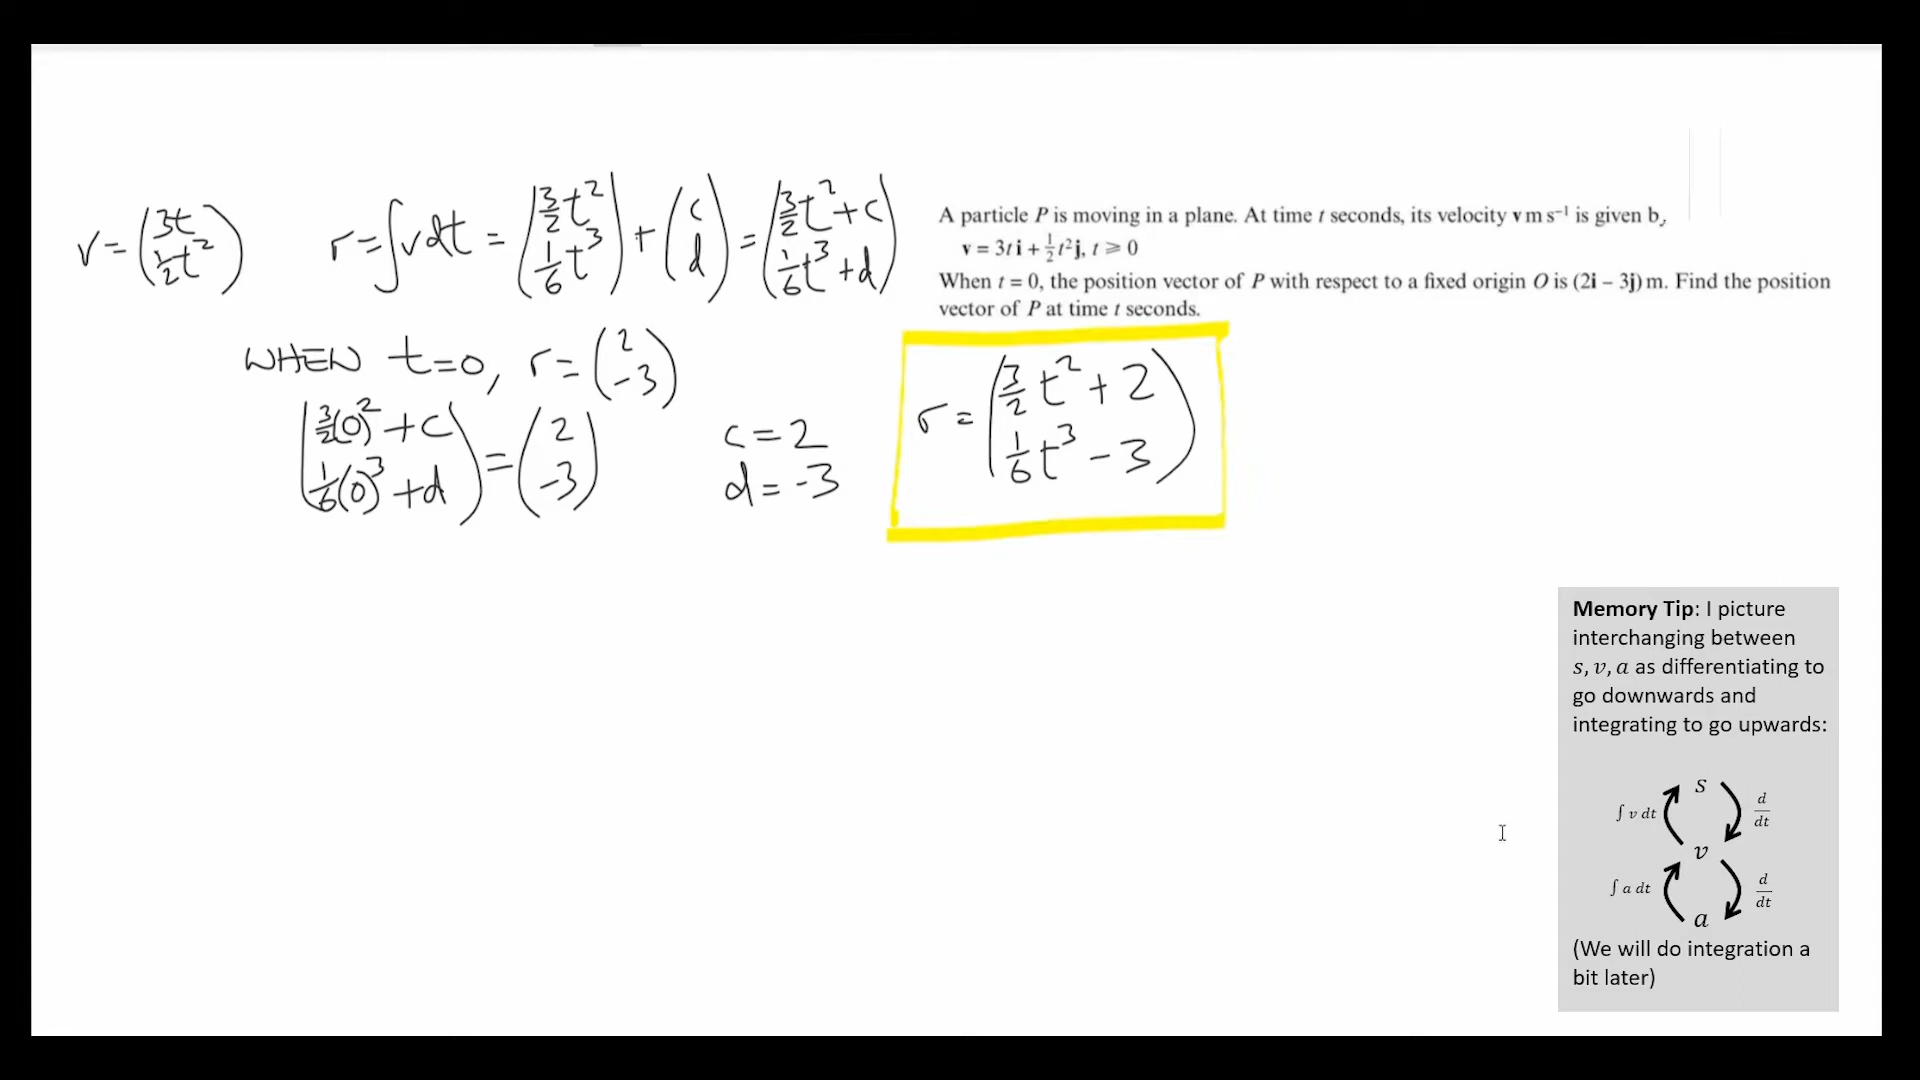 v = (3t ½t²)
r = ∫vdt = (3/2 t² 1/6 t³) + (c d) = (3/2 t² + c 1/6 t³ + d)
WHEN t=0, r = (2 -3)
(3/2(0)² + c 1/6(0)³ + d) = (2 -3)
c = 2
d = -3
A particle P is moving in a plane. At time t seconds, its velocity v m s⁻¹ is given
v = 3t i + ½t² j, t ⩾ 0
When t = 0, the position vector of P with respect to a fixed origin O is (2i – 3j) m. Find the position
vector of P at time t seconds.
r = (3/2 t² + 2 1/6 t³ - 3)
Memory Tip: I picture
interchanging between
s, v, a as differentiating to
go downwards and
integrating to go upwards:
s
∫ v dt
d/dt
v
∫ a dt
d/dt
a
(We will do integration a
bit later)